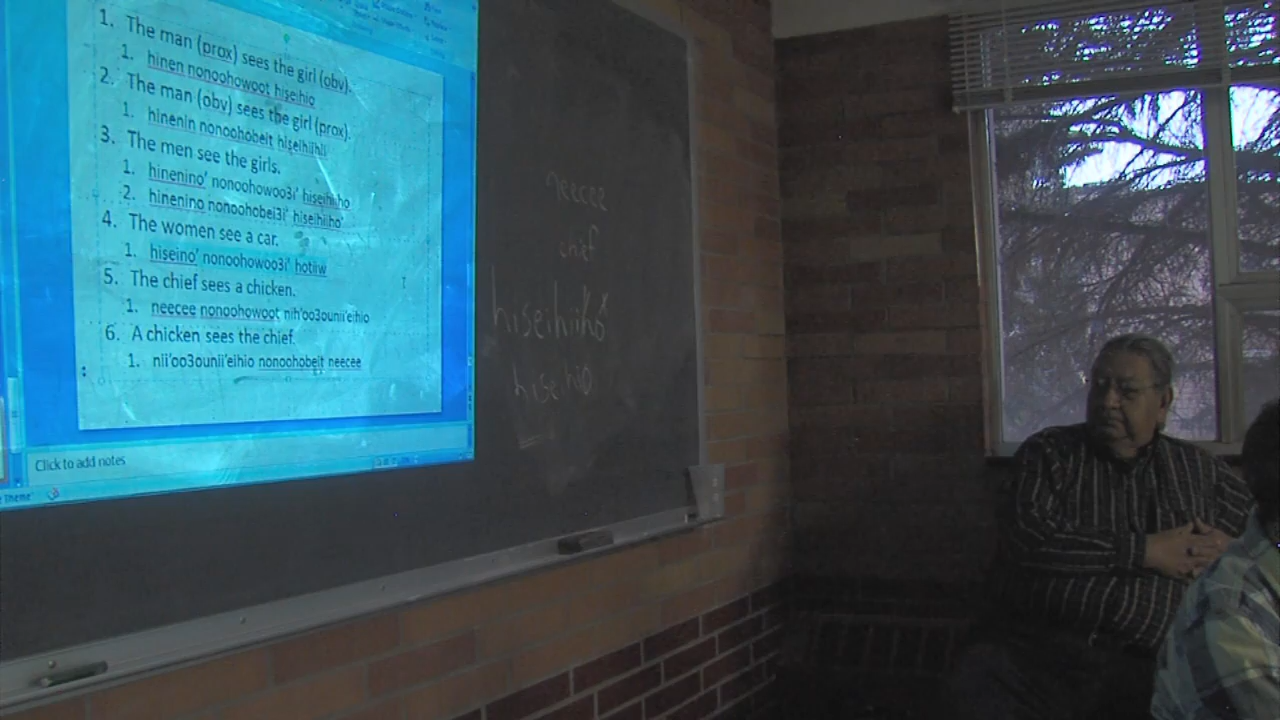 1. The man (prox) sees the girl (obv).
1. hinen nonoohowoot hiseihio
2. The man (obv) sees the girl (prox).
1. hinenin nonoohobeit hiseihiihi'
3. The men see the girls.
1. hinenino' nonoohowoo3i' hiseihiiho
2. hinenino nonoohobei3i' hiseihiiho'
4. The women see a car.
1. hiseino' nonoohowoo3i' hotiiw
5. The chief sees a chicken.
1. neecee nonoohowoot nih'oo3ounii'eihio
6. A chicken sees the chief.
1. nii'oo3ounii'eihio nonoohobeit neecee
Click to add notes
Theme"
neecee
chief
hiseihiiho
hiseihio